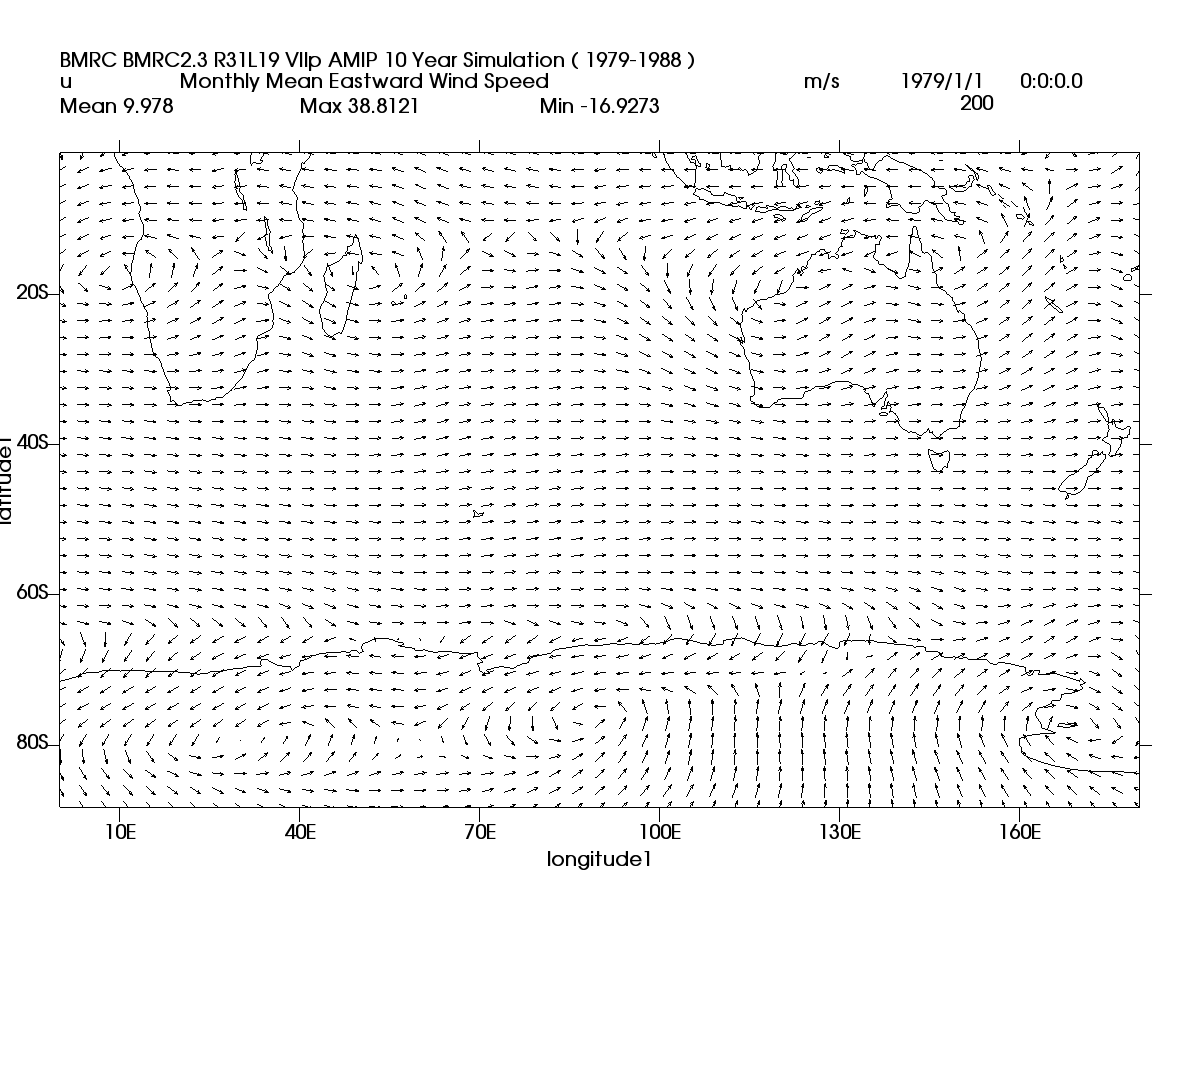 BMRC BMRC2.3 R31L19 VIIp AMIP 10 Year Simulation ( 1979-1988 )
u Monthly Mean Eastward Wind Speed m/s 1979/1/1 0:0:0.0
Mean 9.978 Max 38.8121 Min -16.9273 200
20S
40S
latitude1
60S
80S
10E 40E 70E 100E 130E 160E
longitude1